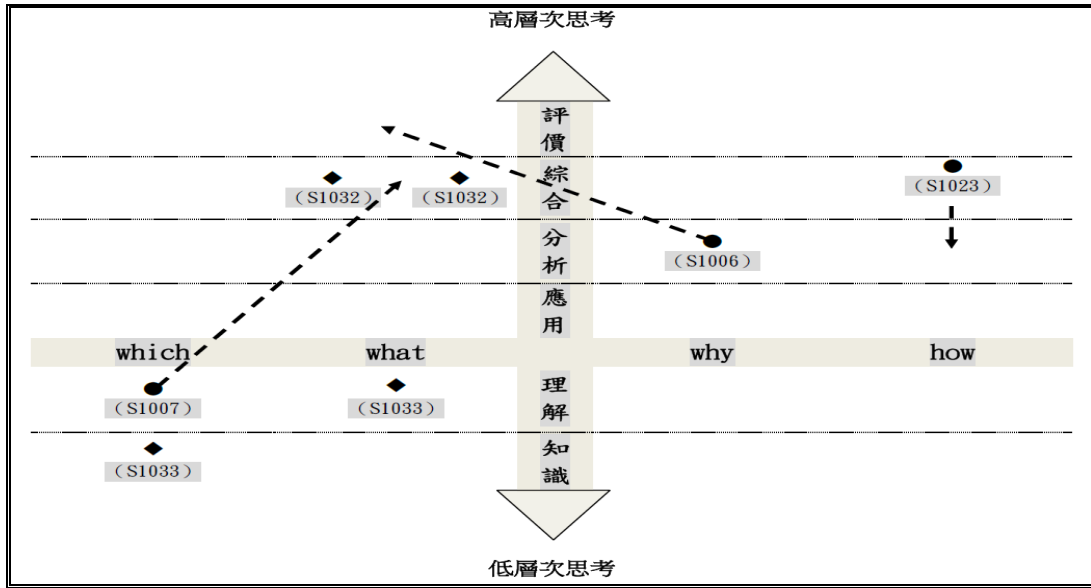 高層次思考
評價
綜合
(S1032) (S1032) (S1023)
分析
(S1006)
應用
which what why how
理解
(S1007) (S1033)
知識
(S1033)
低層次思考